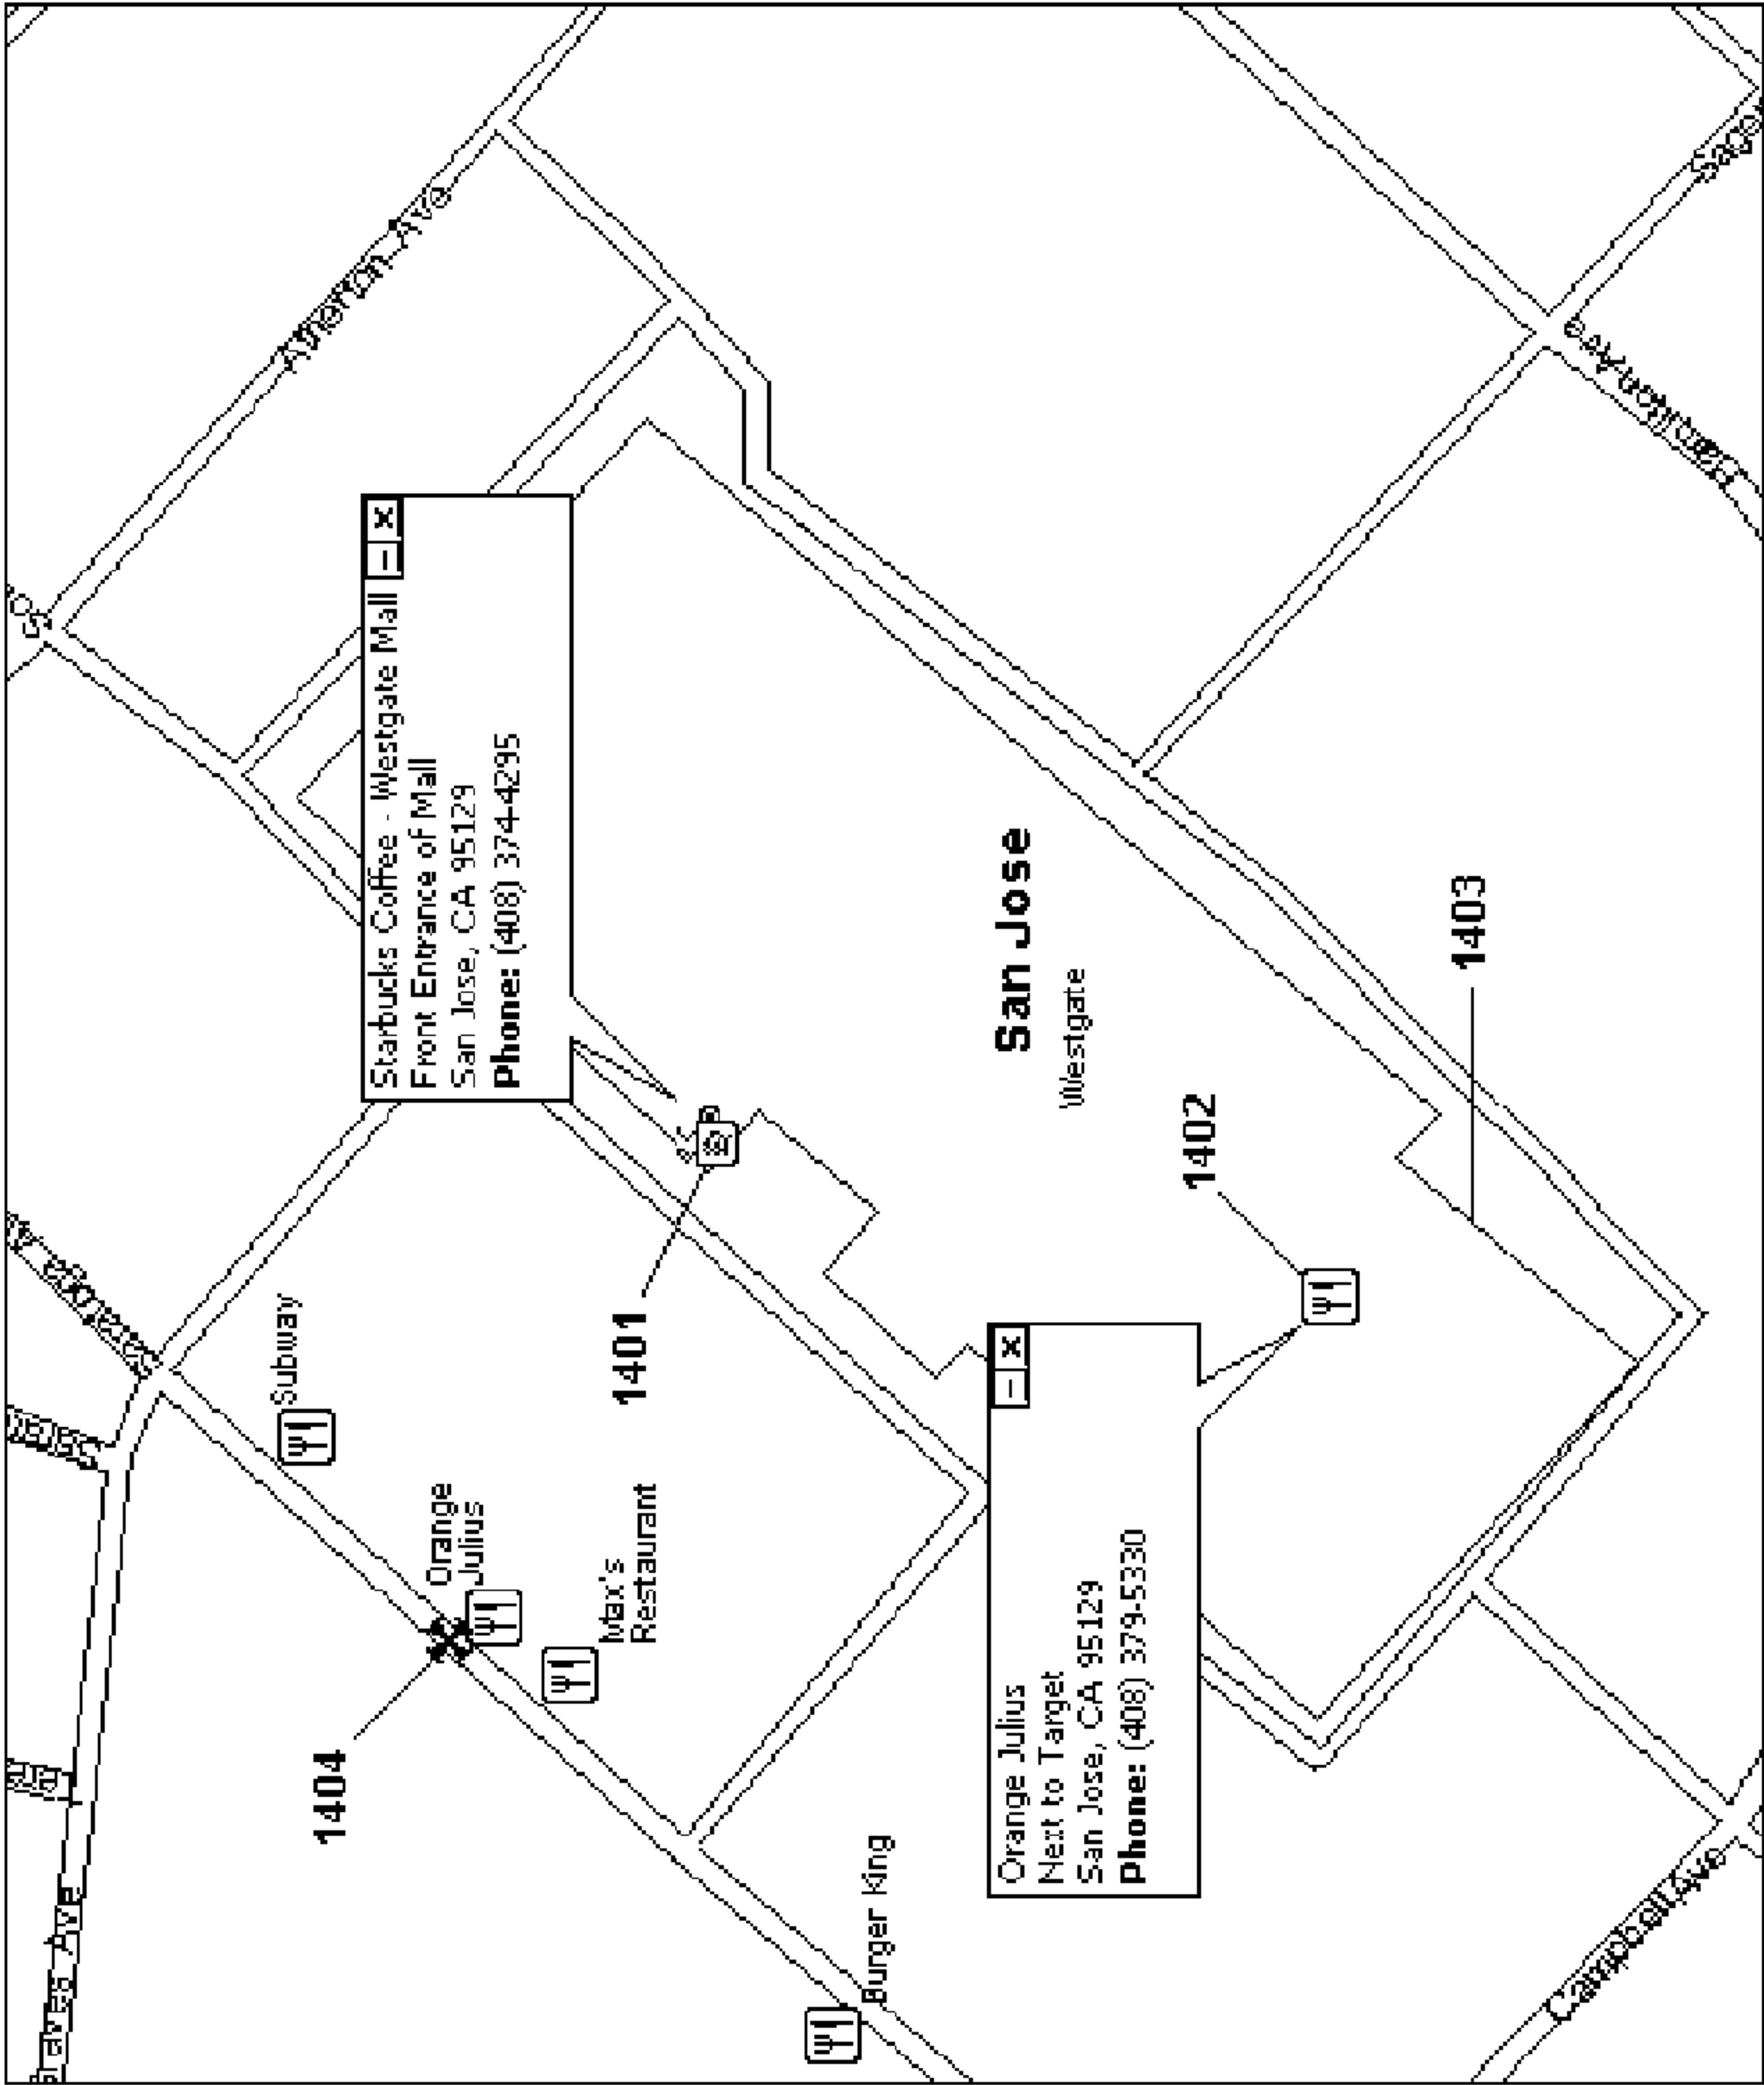 Graves Ave
1404
Orange
Julius
Subway
Max's
Restaurant
Burger King
1401
Starbucks Coffee - Westgate Mall
Front Entrance of Mall
San Jose, CA 95129
Phone: (408) 374-4295
Atherton Ave
San Jose
Westgate
1402
Orange Julius
Next to Target
San Jose, CA 95129
Phone: (408) 379-5330
1403
Campbell Ave